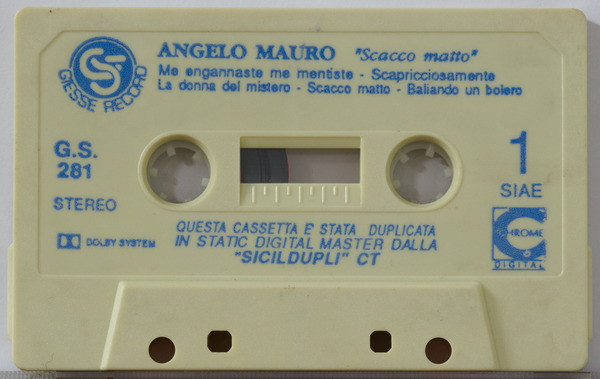 GS
GIESSE RECORD
ANGELO MAURO "Scacco matto"
Me engannaste me mentiste - Scapricciosamente
La donna del mistero - Scacco matto - Baliando un bolero
G.S.
281
1
STEREO
SIAE
DOLBY SYSTEM
QUESTA CASSETTA E' STATA DUPLICATA
IN STATIC DIGITAL MASTER DALLA
"SICILDUPLI" CT
CHROME
DIGITAL